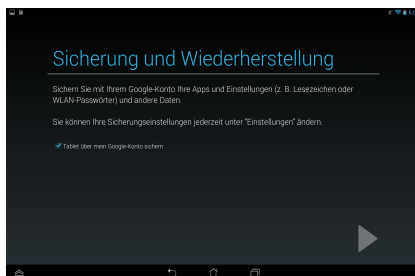 Sicherung und Wiederherstellung
Sichern Sie mit Ihrem Google-Konto Ihre Apps und Einstellungen (z. B. Lesezeichen oder
WLAN-Passwörter) und andere Daten.
Sie können Ihre Sicherungseinstellungen jederzeit unter "Einstellungen" ändern.
Tablet über mein Google-Konto sichern